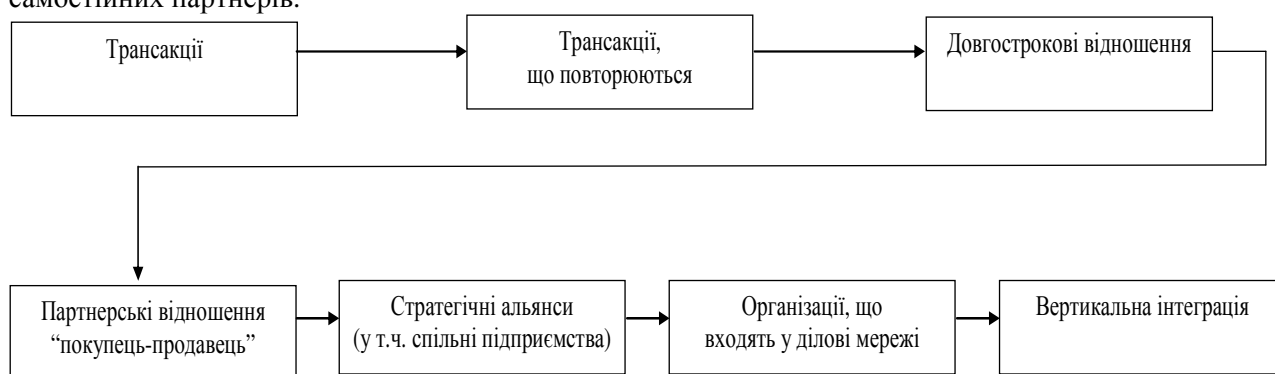 самостійних партнерів.
Трансакції
Трансакції,
що повторюються
Довгострокові відношення
Партнерські відношення
“покупець-продавець”
Стратегічні альянси
(у т.ч. спільні підприємства)
Організації, що
входять у ділові мережі
Вертикальна інтеграція